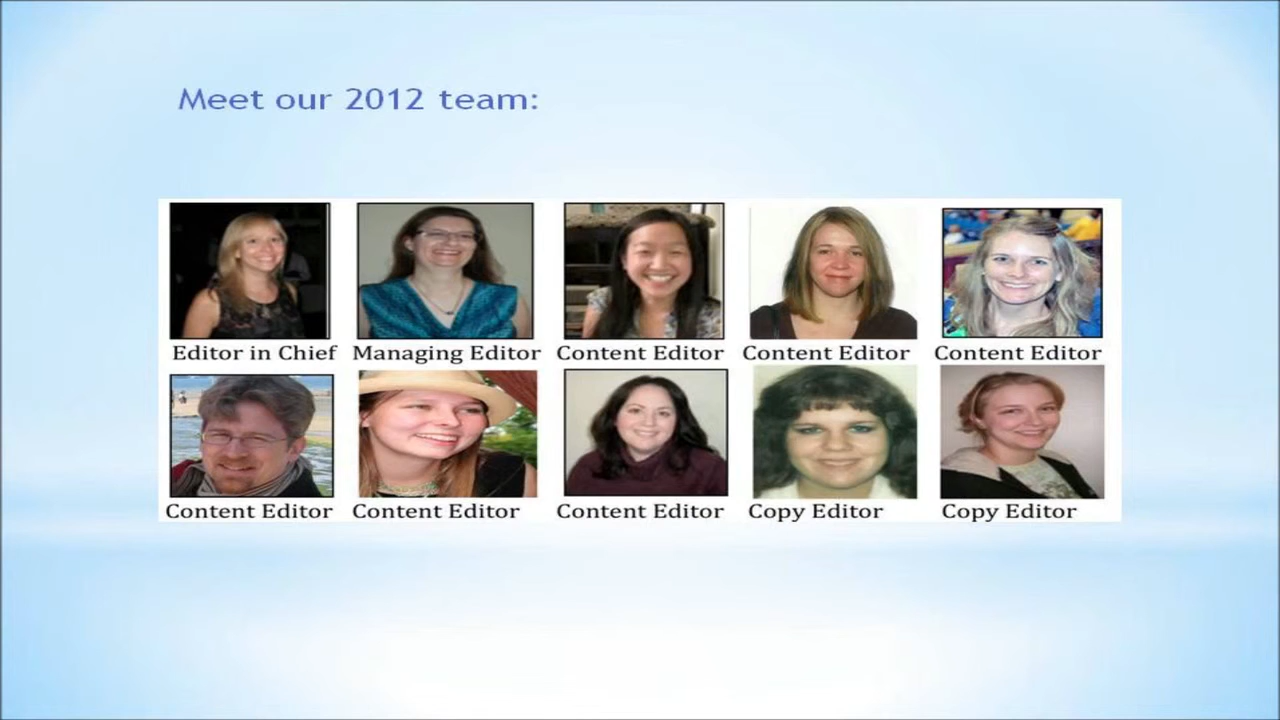 Meet our 2012 team:
Editor in Chief Managing Editor Content Editor Content Editor Content Editor
Content Editor Content Editor Content Editor Copy Editor Copy Editor